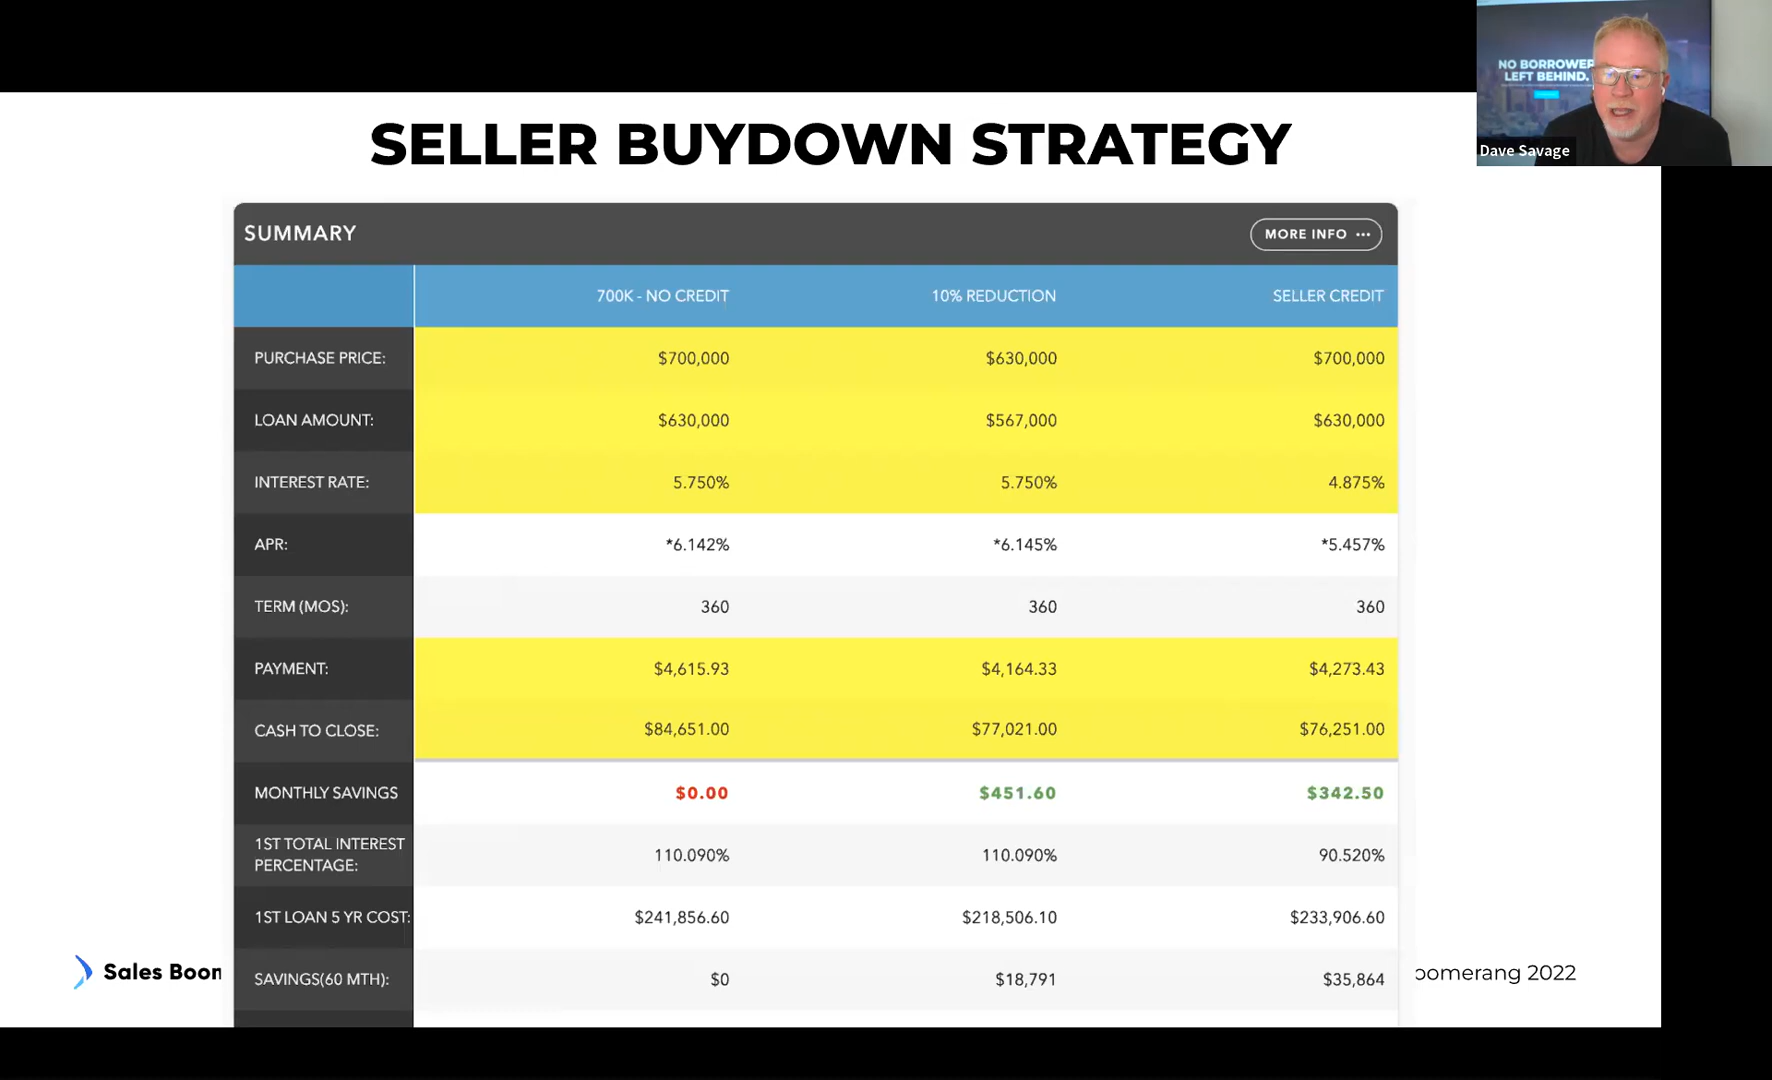 NO BORROWER
LEFT BEHIND.
Dave Savage
SELLER BUYDOWN STRATEGY
SUMMARY
MORE INFO ···
700K - NO CREDIT 10% REDUCTION SELLER CREDIT
PURCHASE PRICE: $700,000 $630,000 $700,000
LOAN AMOUNT: $630,000 $567,000 $630,000
INTEREST RATE: 5.750% 5.750% 4.875%
APR: *6.142% *6.145% *5.457%
TERM (MOS): 360 360 360
PAYMENT: $4,615.93 $4,164.33 $4,273.43
CASH TO CLOSE: $84,651.00 $77,021.00 $76,251.00
MONTHLY SAVINGS $0.00 $451.60 $342.50
1ST TOTAL INTEREST
PERCENTAGE: 110.090% 110.090% 90.520%
1ST LOAN 5 YR COST: $241,856.60 $218,506.10 $233,906.60
SAVINGS(60 MTH): $0 $18,791 $35,864
Sales Boom
oomerang 2022